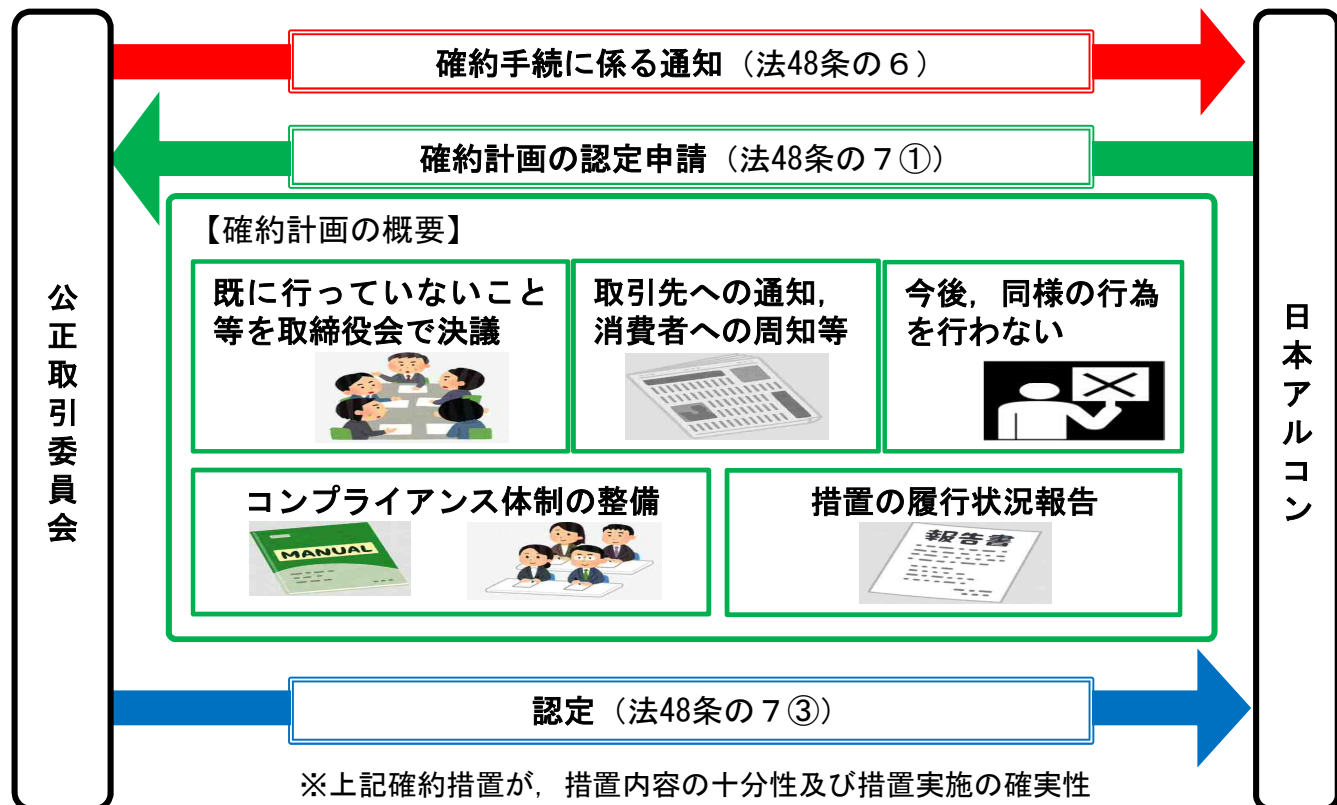 確約手続に係る通知（法48条の６）
確約計画の認定申請（法48条の７①）
【確約計画の概要】
既に行っていないこと
等を取締役会で決議
取引先への通知，
消費者への周知等
今後，同様の行為
を行わない
公正取引委員会
日本アルコン
コンプライアンス体制の整備
MANUAL
措置の履行状況報告
報告書
認定（法48条の７③）
※上記確約措置が，措置内容の十分性及び措置実施の確実性